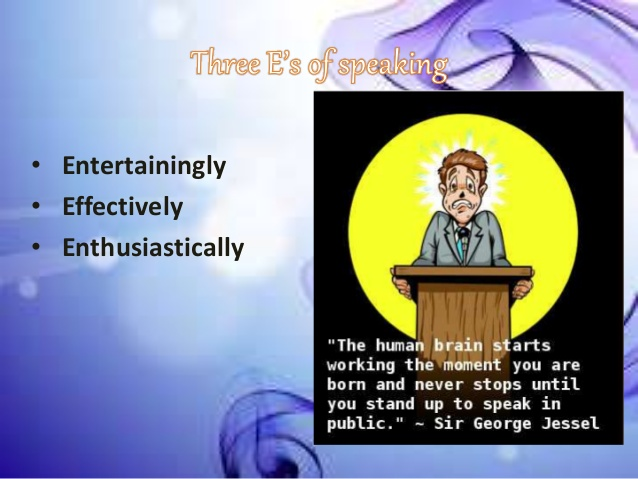 Three E's of speaking
• Entertainingly
• Effectively
• Enthusiastically
"The human brain starts
working the moment you are
born and never stops until
you stand up to speak in
public." ~ Sir George Jessel